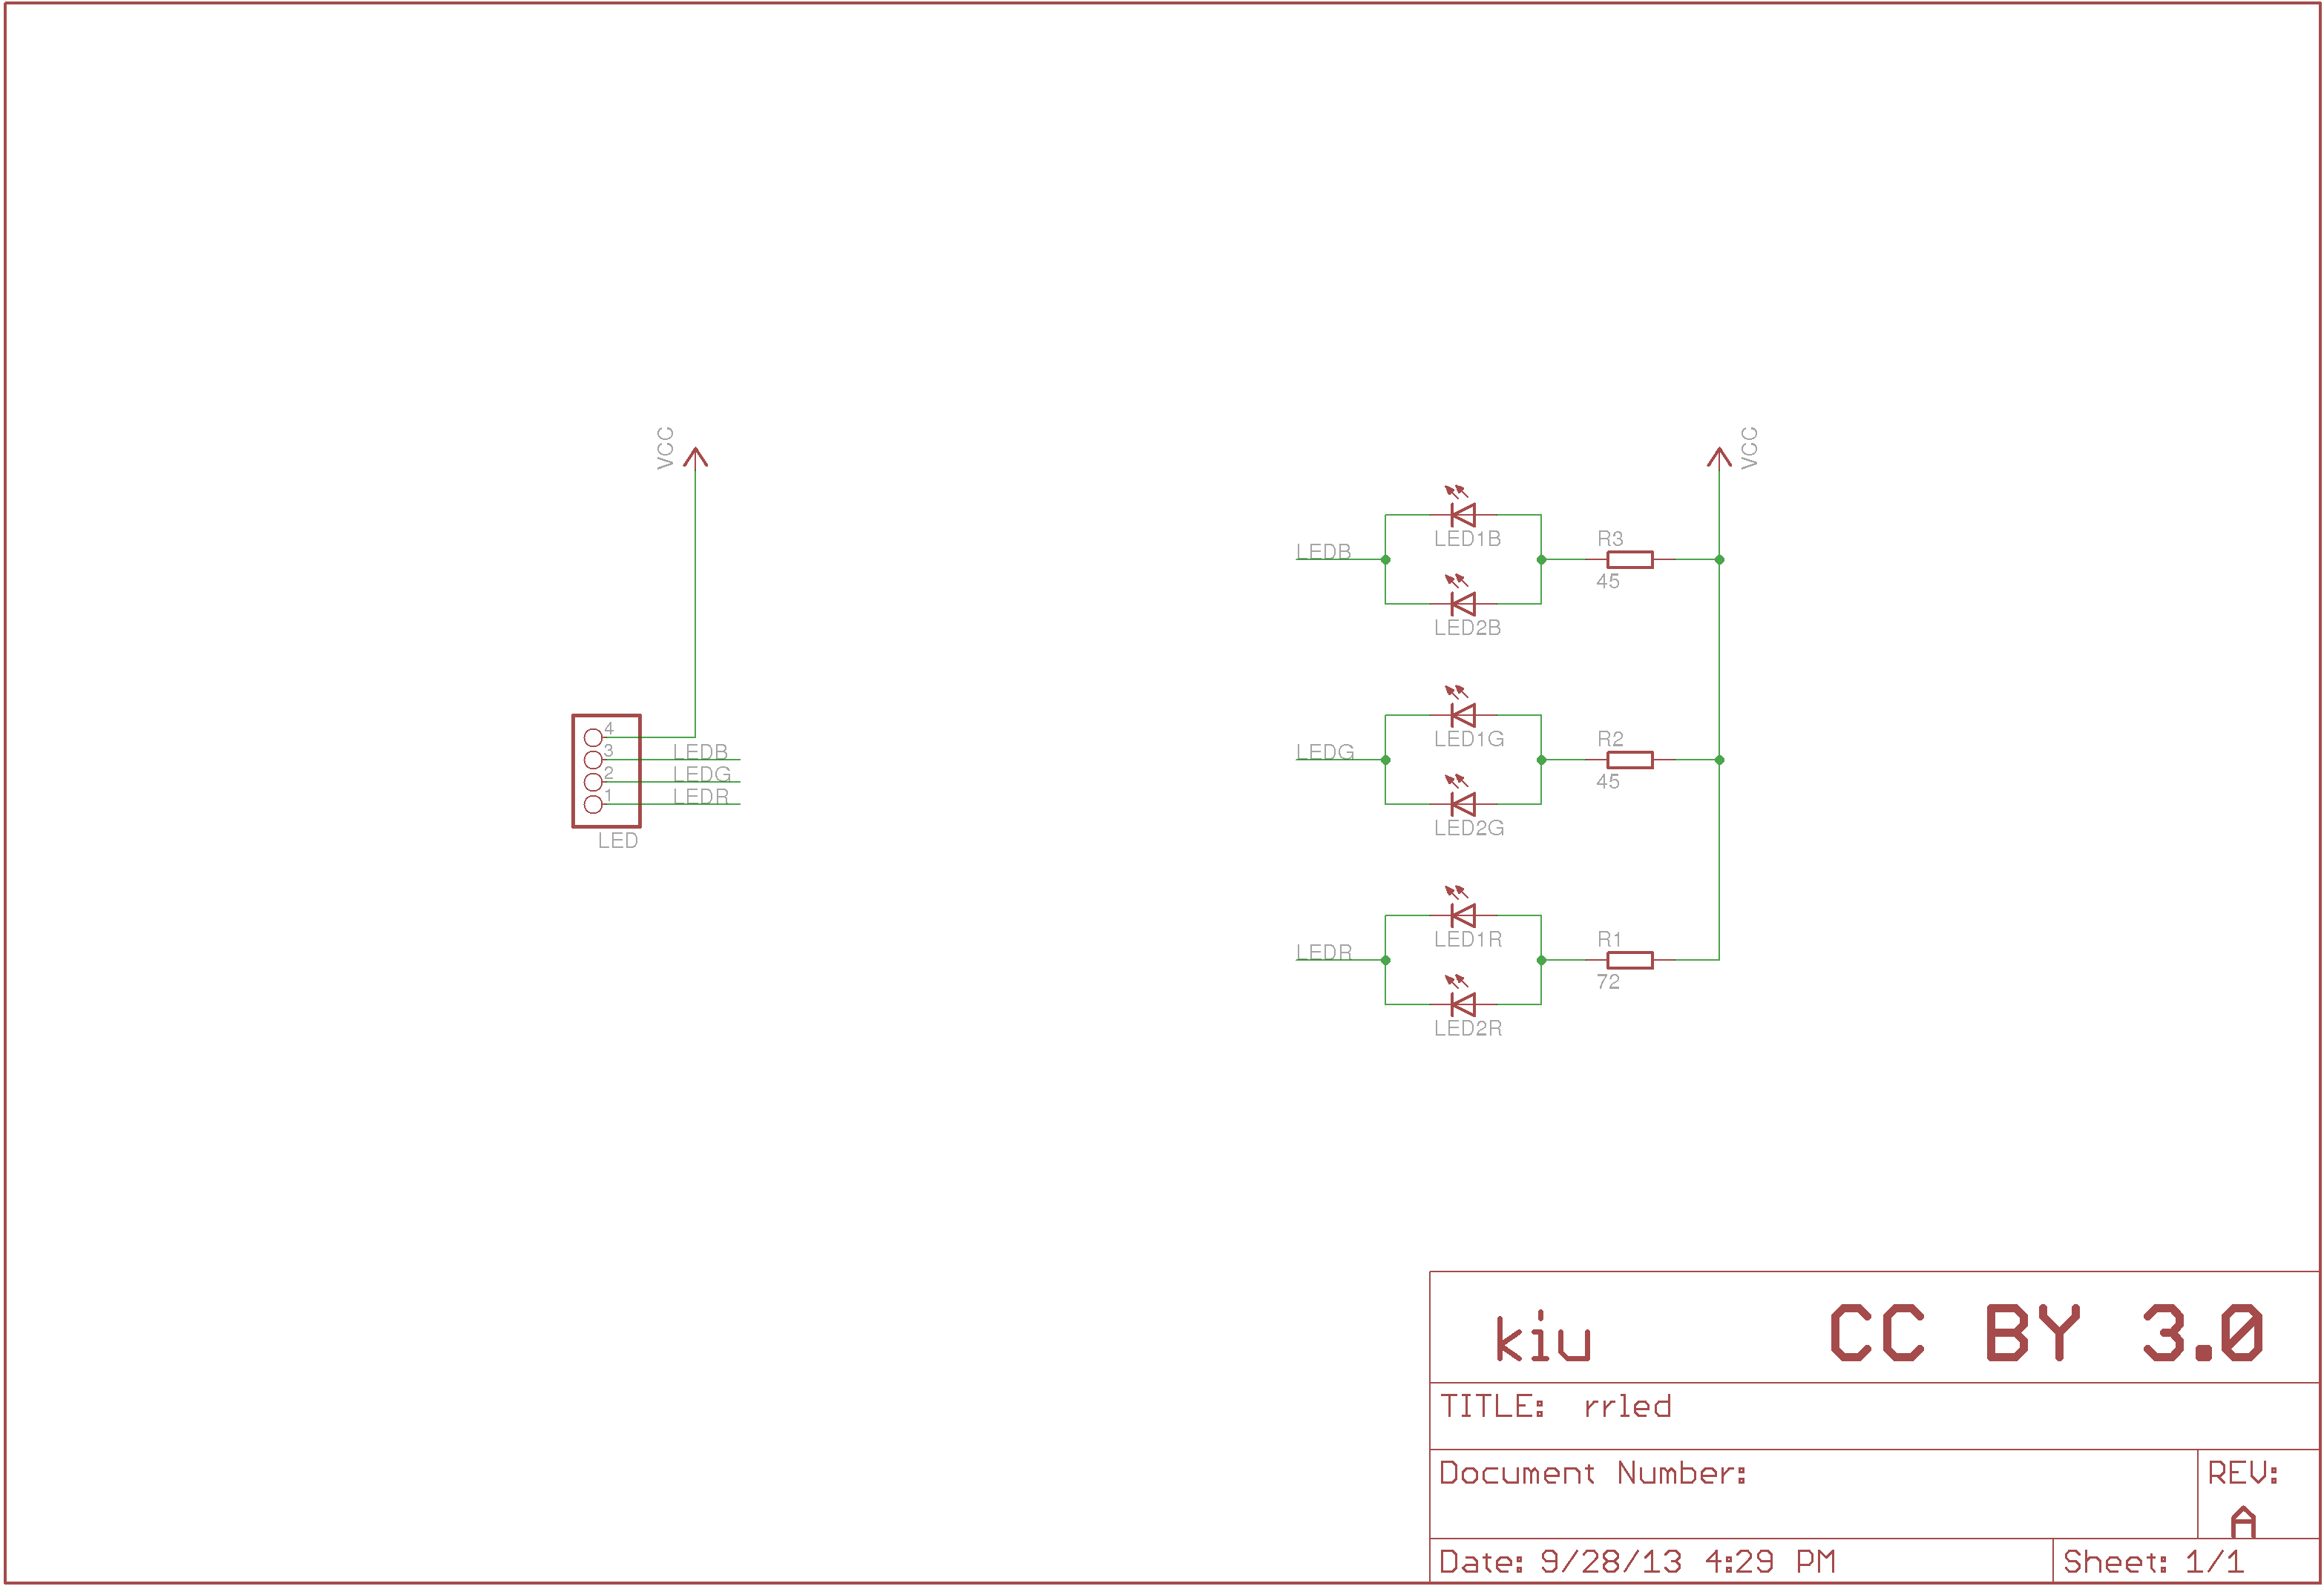 VCC
4
3 LEDB
2 LEDG
1 LEDR
LED
VCC
LED1B
LEDB
R3
45
LED2B
LED1G
LEDG
R2
45
LED2G
LED1R
LEDR
R1
72
LED2R
kiu CC BY 3.0
TITLE: rrled
Document Number:
REV:
A
Date: 9/28/13 4:29 PM
Sheet: 1/1